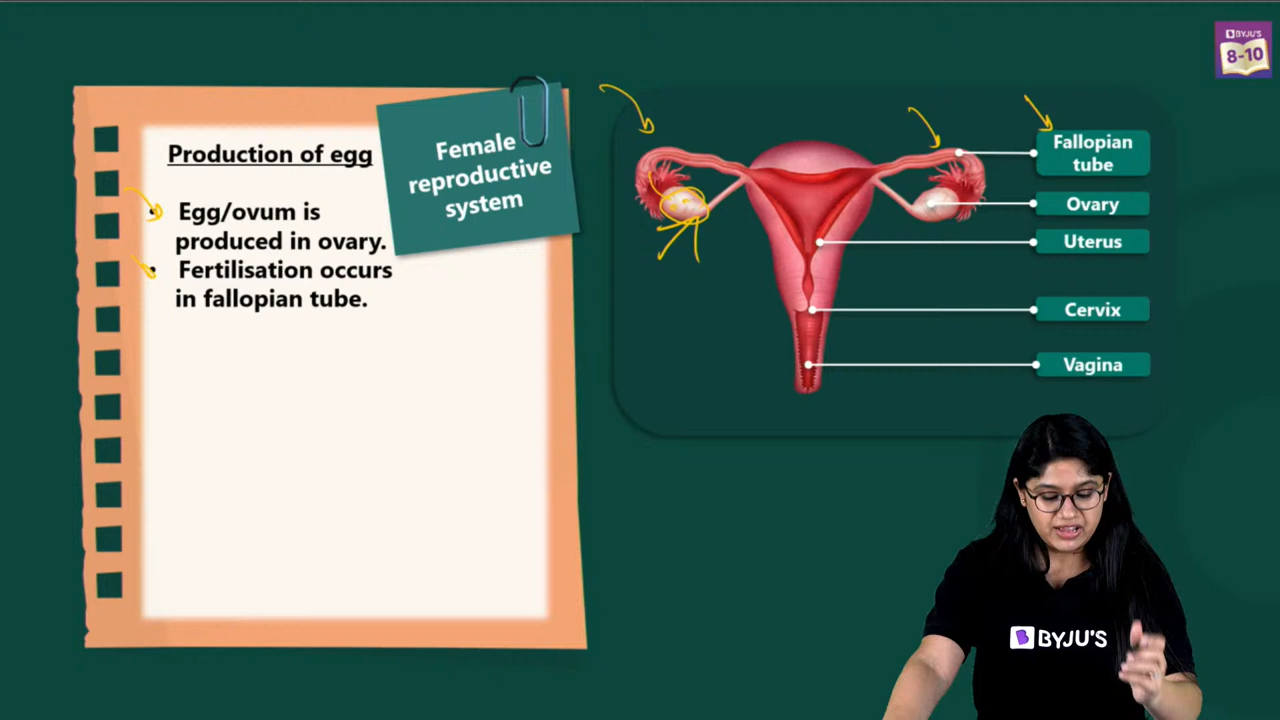 BYJU'S
8-10
Production of egg
Female
reproductive
system
• Egg/ovum is
produced in ovary.
• Fertilisation occurs
in fallopian tube.
Fallopian
tube
Ovary
Uterus
Cervix
Vagina
BYJU'S